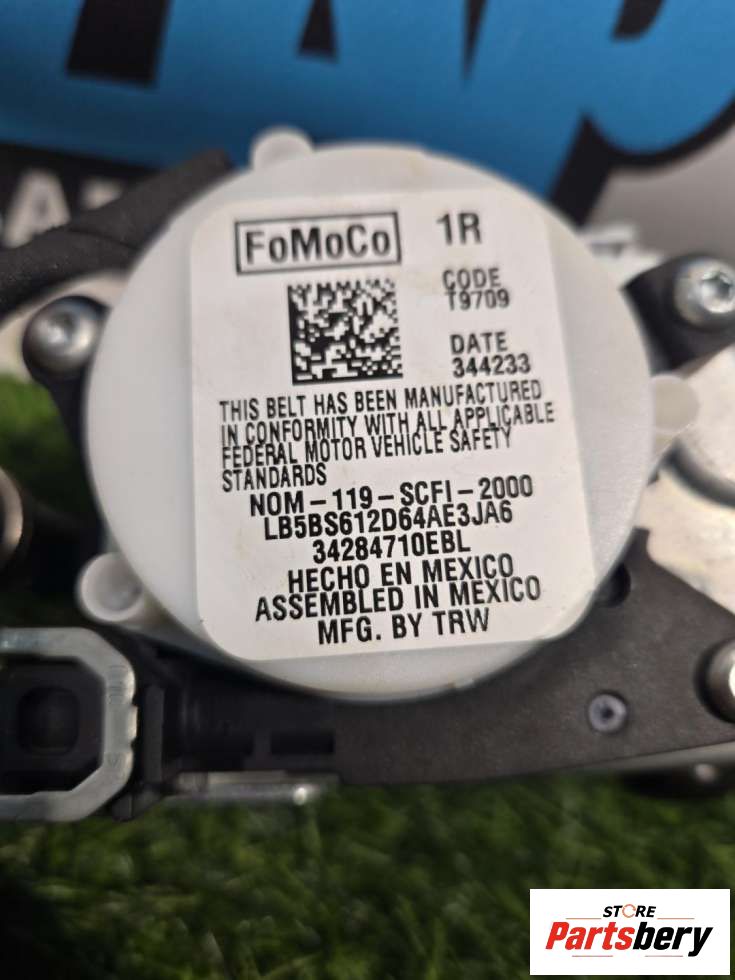 FoMoCo 1R
CODE
T9709
DATE
344233
THIS BELT HAS BEEN MANUFACTURED
IN CONFORMITY WITH ALL APPLICABLE
FEDERAL MOTOR VEHICLE SAFETY
STANDARDS
NOM-119-SCFI-2000
LB5BS612D64AE3JA6
34284710EBL
HECHO EN MEXICO
ASSEMBLED IN MEXICO
MFG. BY TRW
STORE
Partsbery